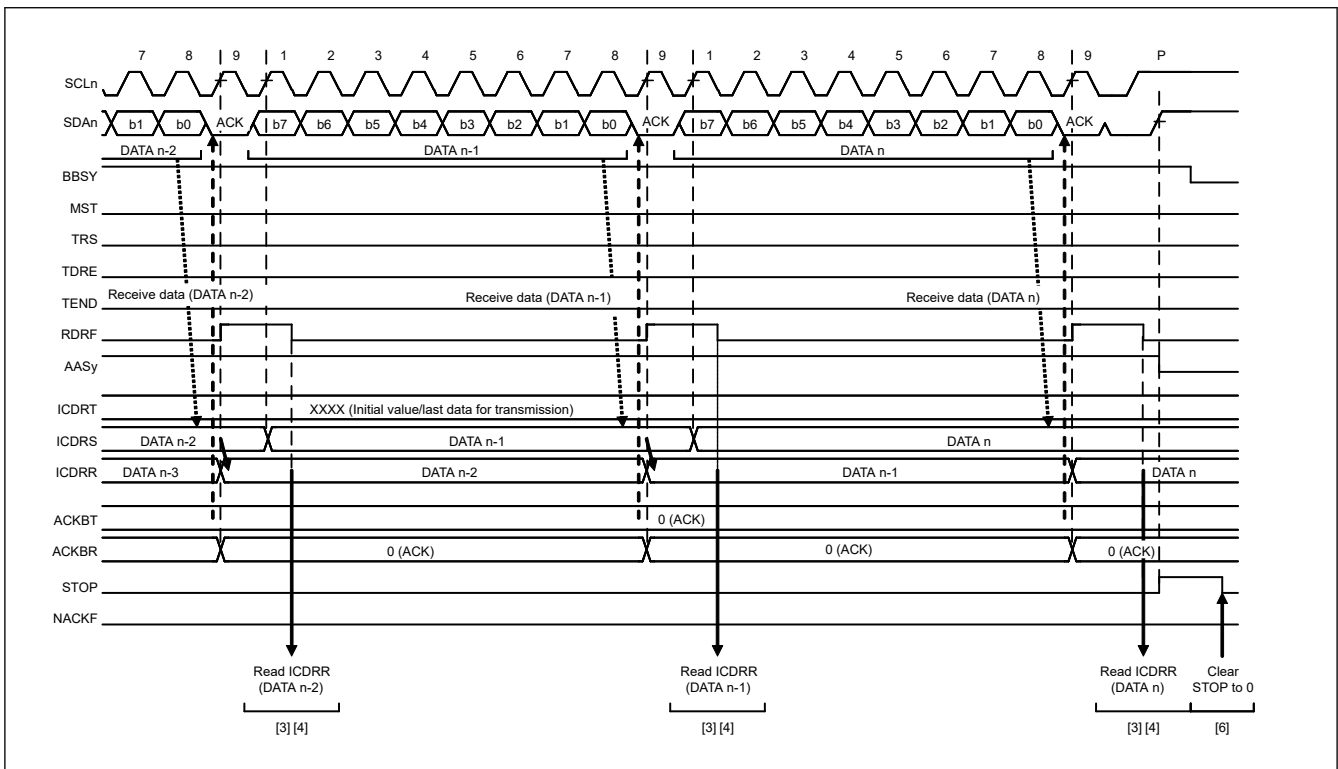 7 8 9 1 2 3 4 5 6 7 8 9 1 2 3 4 5 6 7 8 9 P
SCLn
SDAn b1 b0 ACK b7 b6 b5 b4 b3 b2 b1 b0 ACK b7 b6 b5 b4 b3 b2 b1 b0 ACK
DATA n-2 DATA n-1 DATA n
BBSY
MST
TRS
TDRE
Receive data (DATA n-2) Receive data (DATA n-1) Receive data (DATA n)
TEND
RDRF
AASy
ICDRT XXXX (Initial value/last data for transmission)
ICDRS DATA n-2 DATA n-1 DATA n
ICDRR DATA n-3 DATA n-2 DATA n-1 DATA n
ACKBT 0 (ACK)
ACKBR 0 (ACK) 0 (ACK) 0 (ACK)
STOP
NACKF
Read ICDRR Read ICDRR Read ICDRR Clear
(DATA n-2) (DATA n-1) (DATA n) STOP to 0
[3] [4] [3] [4] [3] [4] [6]